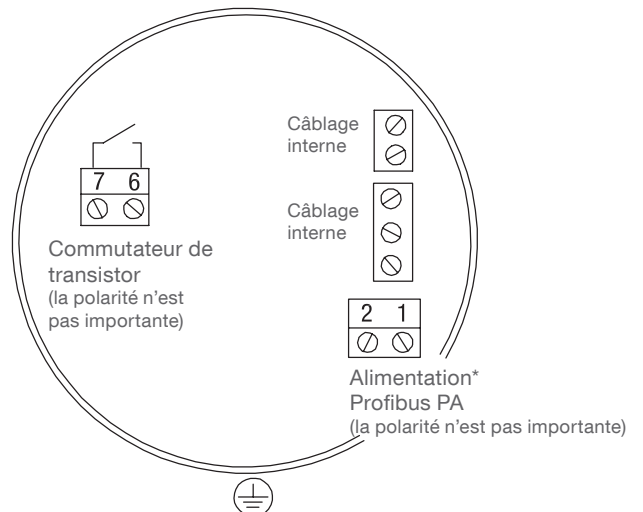 Câblage
interne
7 6
Câblage
interne
Commutateur de
transistor
(la polarité n'est
pas importante)
2 1
Alimentation*
Profibus PA
(la polarité n'est pas importante)